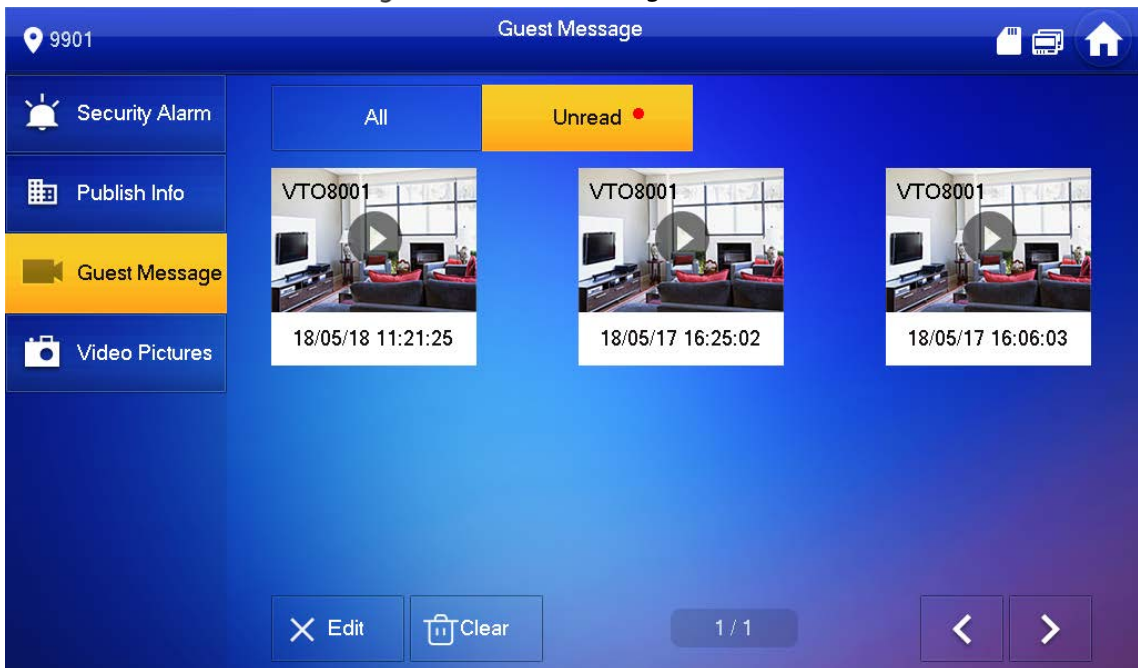 Guest Message
9901
Security Alarm
All
Unread
Publish Info
VTO8001
VTO8001
VTO8001
Guest Message
18/05/18 11:21:25
18/05/17 16:25:02
18/05/17 16:06:03
Video Pictures
Edit
Clear
1/1